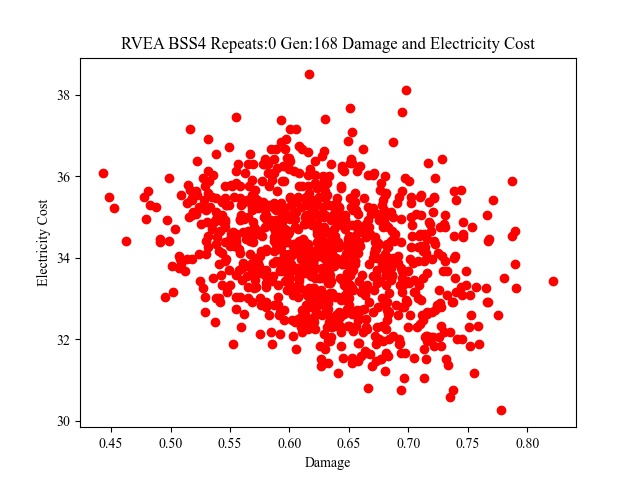 RVEA BSS4 Repeats:0 Gen:168 Damage and Electricity Cost
38
36
34
32
30
Electricity Cost
0.45 0.50 0.55 0.60 0.65 0.70 0.75 0.80
Damage